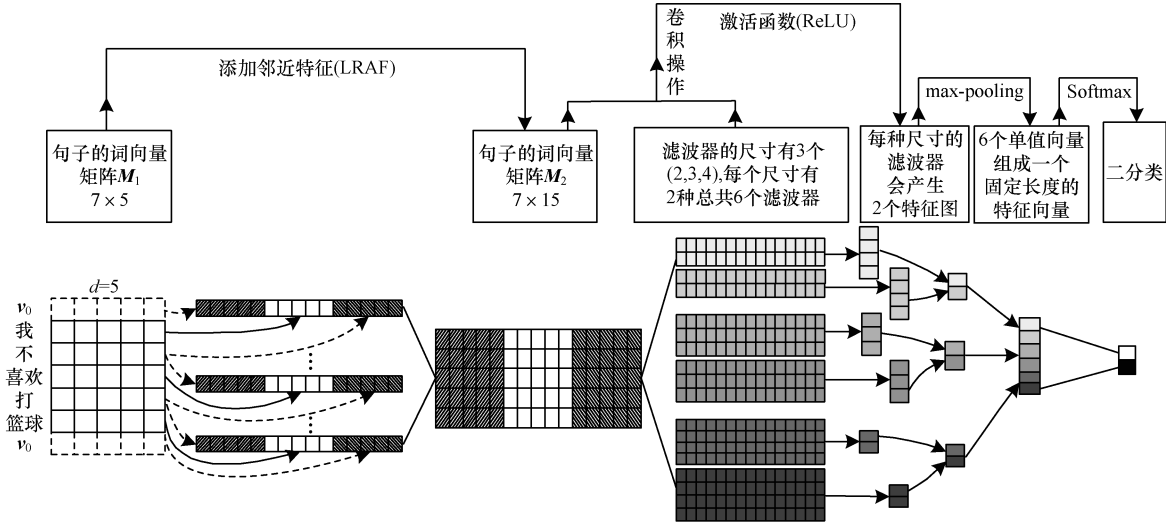 添加邻近特征(LRAF)
卷
积
操
作
激活函数(ReLU)
max-pooling
Softmax
句子的词向量
矩阵M1
7×5
句子的词向量
矩阵M2
7×15
滤波器的尺寸有3个
(2,3,4),每个尺寸有
2种总共6个滤波器
每种尺寸的
滤波器
会产生
2个特征图
6个单值向量
组成一个
固定长度的
特征向量
二分类
d=5
v0
我
不
喜欢
打
篮球
v0